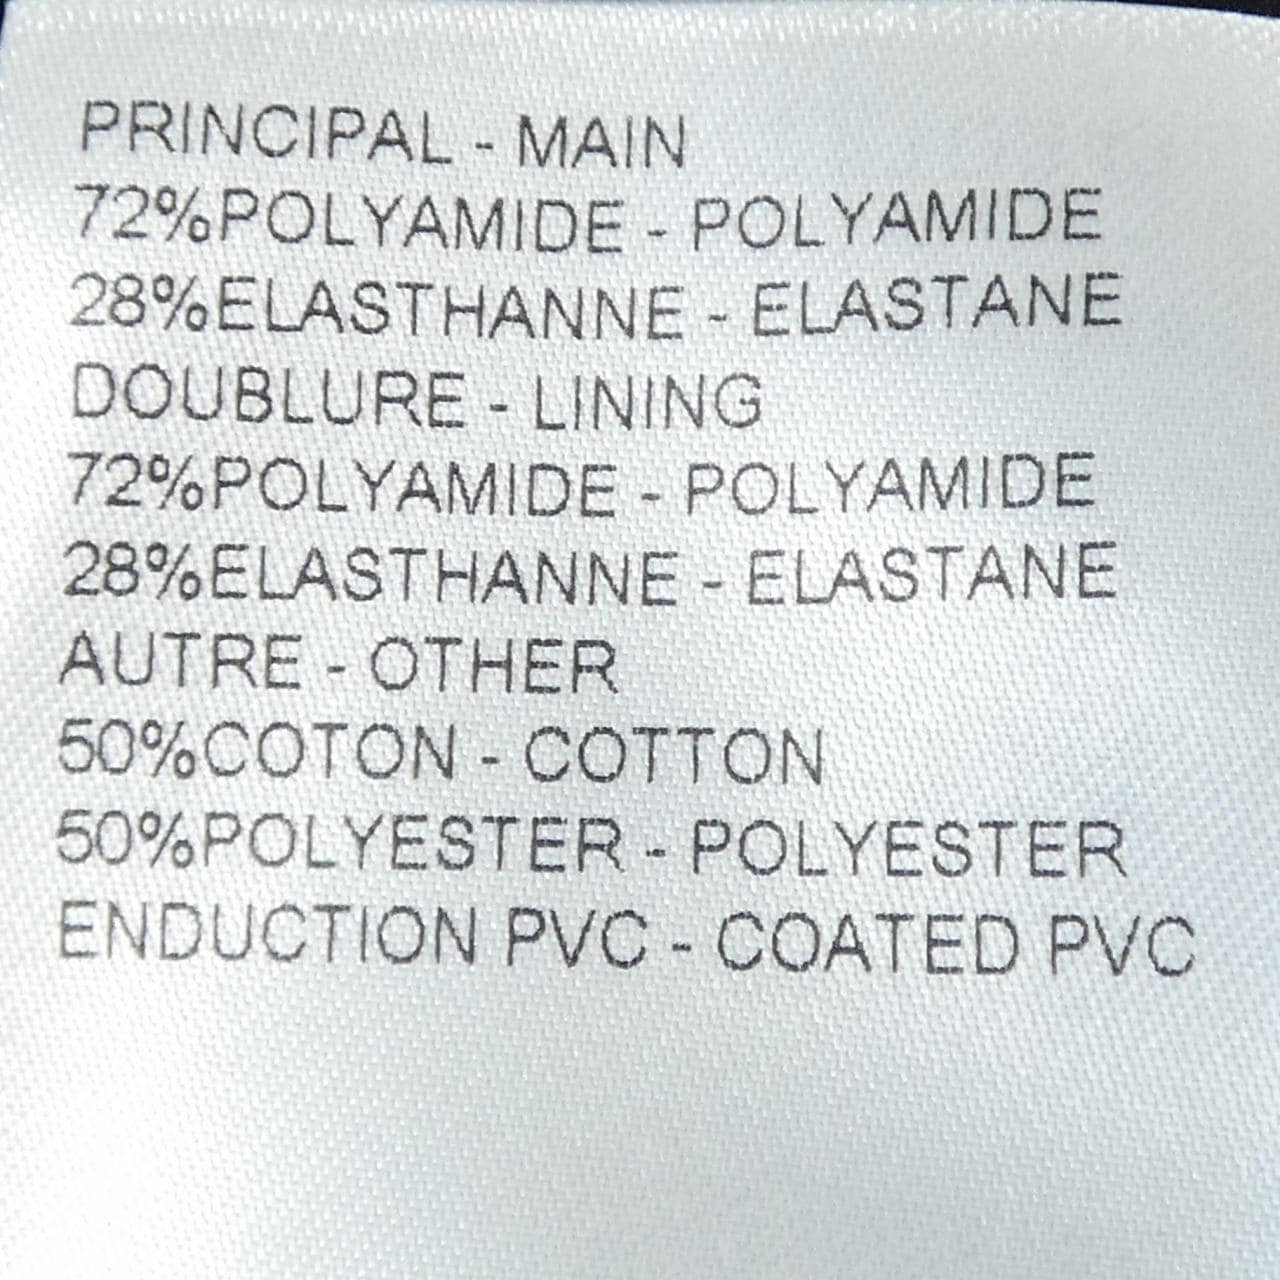 PRINCIPAL - MAIN
72%POLYAMIDE - POLYAMIDE
28%ELASTHANNE - ELASTANE
DOUBLURE - LINING
72%POLYAMIDE - POLYAMIDE
28%ELASTHANNE - ELASTANE
AUTRE - OTHER
50%COTON - COTTON
50%POLYESTER - POLYESTER
ENDUCTION PVC - COATED PVC